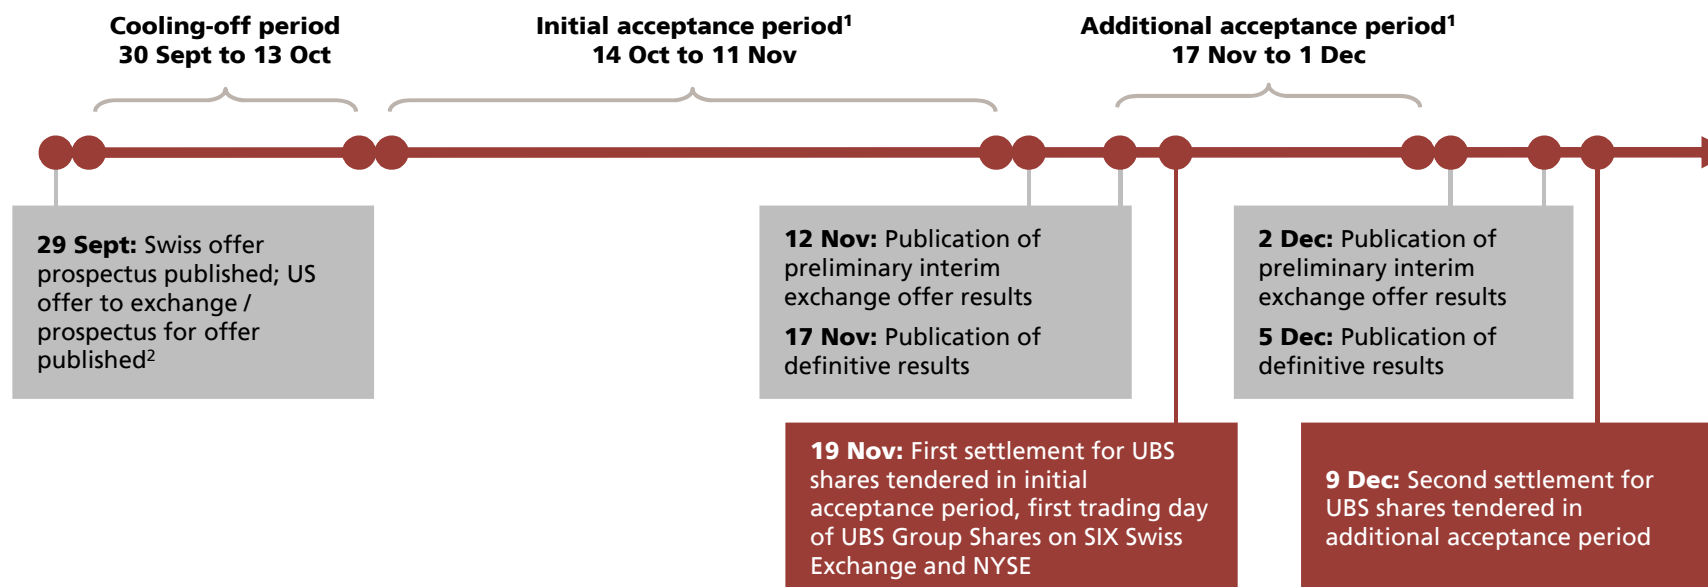 Cooling-off period
30 Sept to 13 Oct
Initial acceptance period¹
14 Oct to 11 Nov
Additional acceptance period¹
17 Nov to 1 Dec
29 Sept: Swiss offer
prospectus published; US
offer to exchange /
prospectus for offer
published²
12 Nov: Publication of
preliminary interim
exchange offer results
17 Nov: Publication of
definitive results
2 Dec: Publication of
preliminary interim
exchange offer results
5 Dec: Publication of
definitive results
19 Nov: First settlement for UBS
shares tendered in initial
acceptance period, first trading day
of UBS Group Shares on SIX Swiss
Exchange and NYSE
9 Dec: Second settlement for
UBS shares tendered in
additional acceptance period